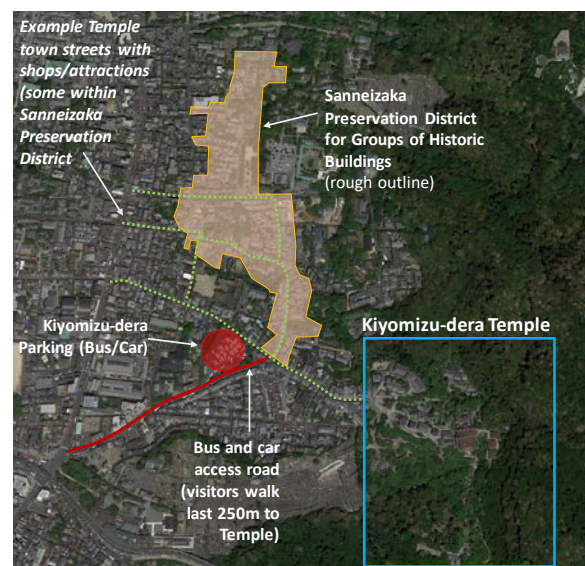 Example Temple
town streets with
shops/attractions
(some within
Sanneizaka
Preservation
District
Sanneizaka
Preservation District
for Groups of Historic
Buildings
(rough outline)
Kiyomizu-dera
Parking (Bus/Car)
Kiyomizu-dera Temple
Bus and car
access road
(visitors walk
last 250m to
Temple)